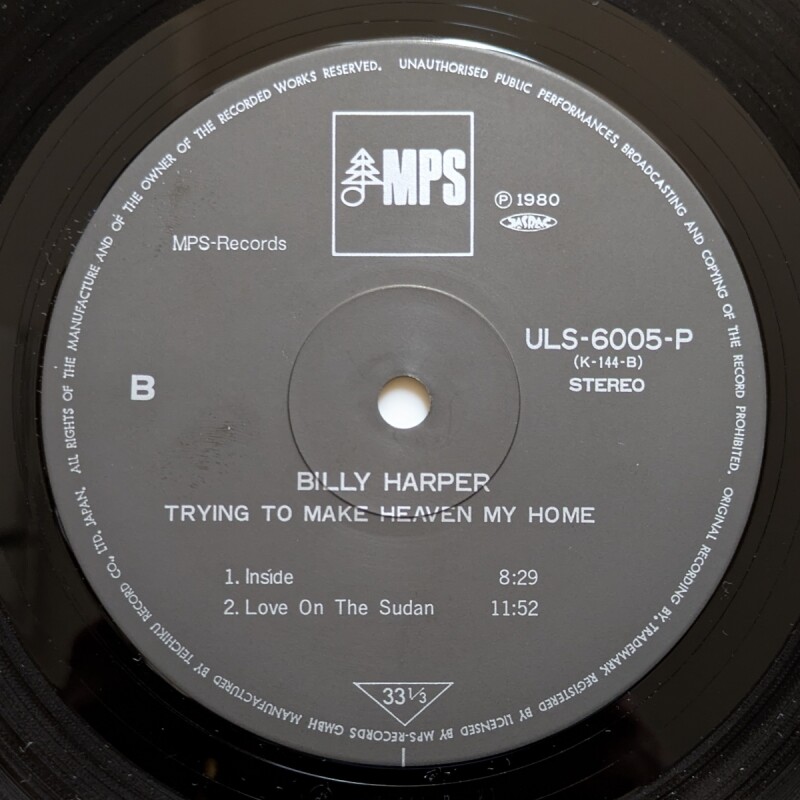 MPS
℗ 1980
JASRAC
MPS-Records
ULS-6005-P
(K-144-B)
STEREO
B
BILLY HARPER
TRYING TO MAKE HEAVEN MY HOME
1. Inside 8:29
2. Love On The Sudan 11:52
33 1/3
ALL RIGHTS OF THE MANUFACTURE AND OF THE OWNER OF THE RECORDED WORKS RESERVED. UNAUTHORISED PUBLIC PERFORMANCES, BROADCASTING AND COPYING OF THE RECORD PROHIBITED. ORIGINAL RECORDING BY, TRADEMARK REGISTERED BY LICENSED BY MPS-RECORDS GMBH MANUFACTURED BY TEICHIKU RECORD CO., LTD. JAPAN.